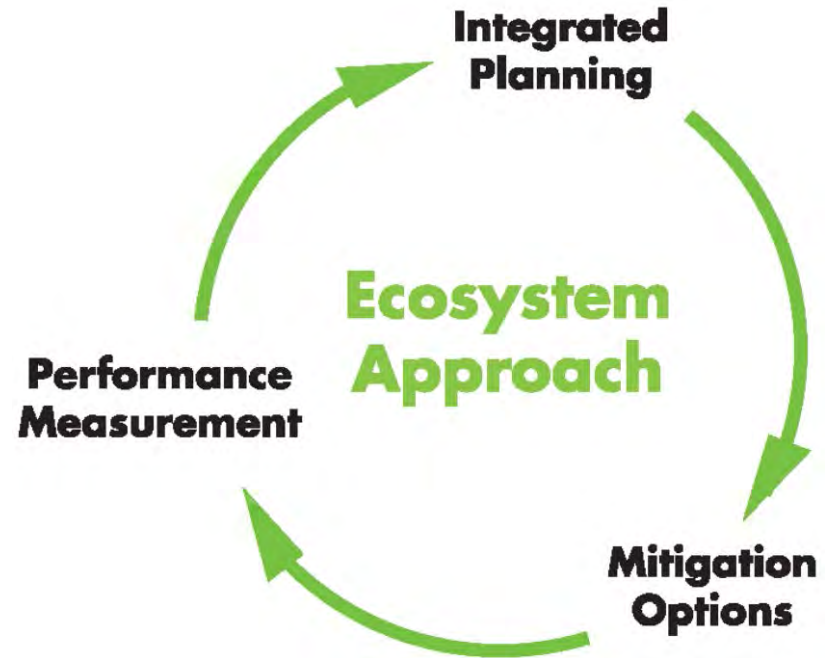 Integrated
Planning
Ecosystem
Approach
Performance
Measurement
Mitigation
Options